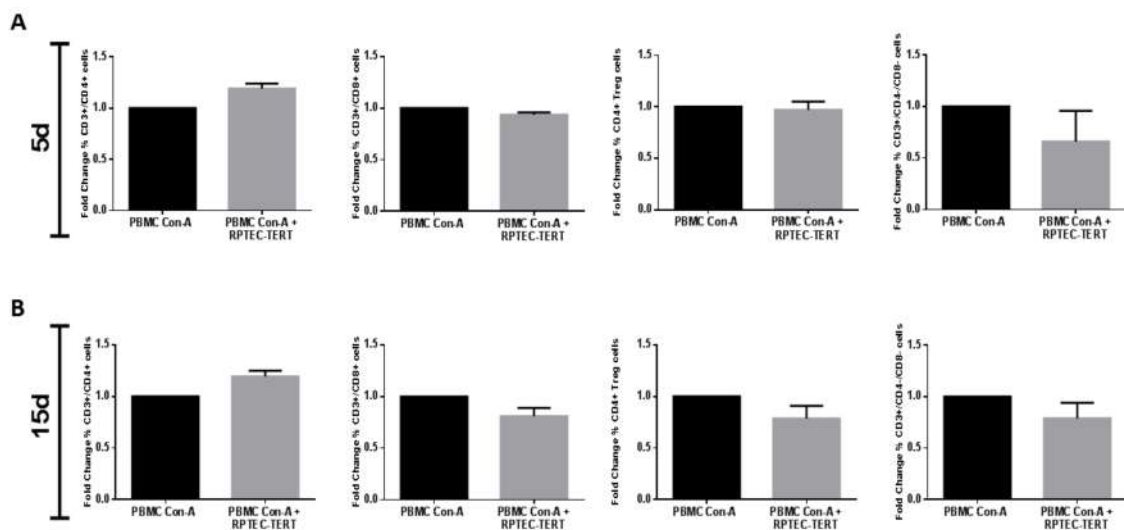 A
5d
Fold Change % CD3+/CD4+ cells
1.5
1.0
0.5
0.0
PBMC Con-A
PBMC Con-A +
RPTEC-TERT
Fold Change % CD3+/CD8+ cells
1.5
1.0
0.5
0.0
PBMC Con-A
PBMC Con-A +
RPTEC-TERT
Fold Change % CD4+ Treg cells
1.5
1.0
0.5
0.0
PBMC Con-A
PBMC Con-A +
RPTEC-TERT
Fold Change % CD3+/CD4-/CD8- cells
1.5
1.0
0.5
0.0
PBMC Con-A
PBMC Con-A +
RPTEC-TERT
B
15d
Fold Change % CD3+/CD4+ cells
1.5
1.0
0.5
0.0
PBMC Con-A
PBMC Con-A +
RPTEC-TERT
Fold Change % CD3+/CD8+ cells
1.5
1.0
0.5
0.0
PBMC Con-A
PBMC Con-A +
RPTEC-TERT
Fold Change % CD4+ Treg cells
1.5
1.0
0.5
0.0
PBMC Con-A
PBMC Con-A +
RPTEC-TERT
Fold Change % CD3+/CD4-/CD8- cells
1.5
1.0
0.5
0.0
PBMC Con-A
PBMC Con-A +
RPTEC-TERT